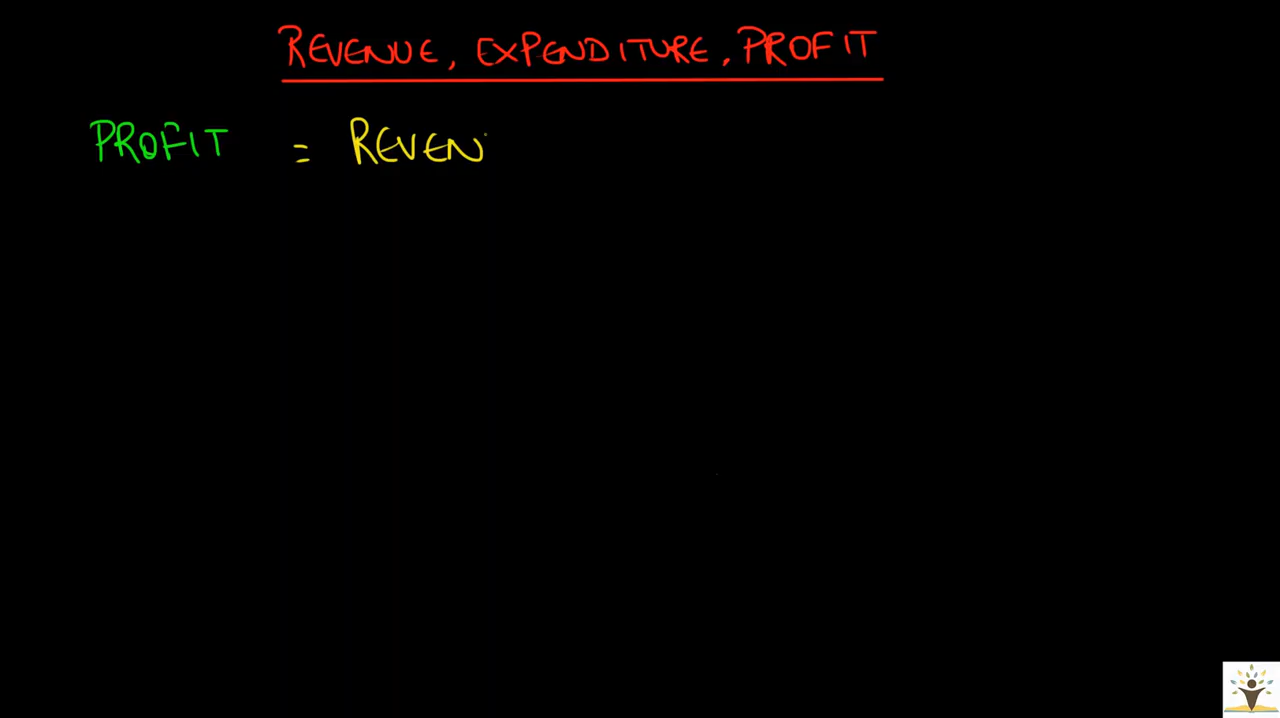 REVENUE, EXPENDITURE, PROFIT
PROFIT = REVEN